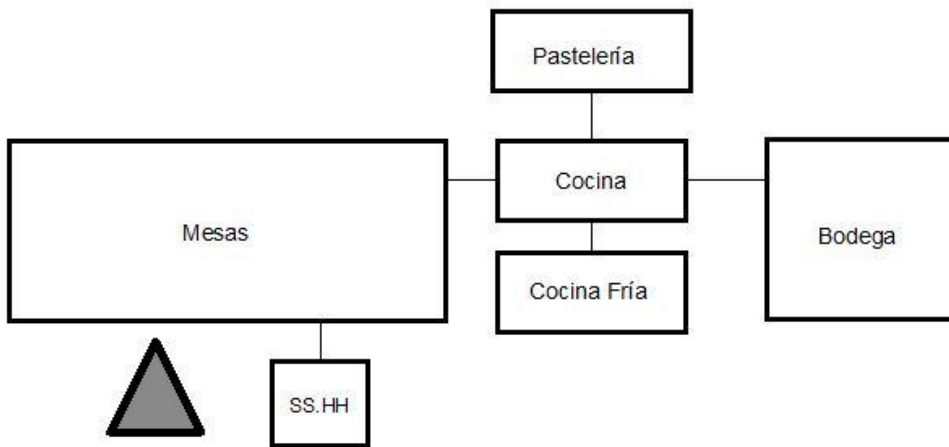 Pastelería
Cocina
Mesas
Bodega
Cocina Fría
SS.HH